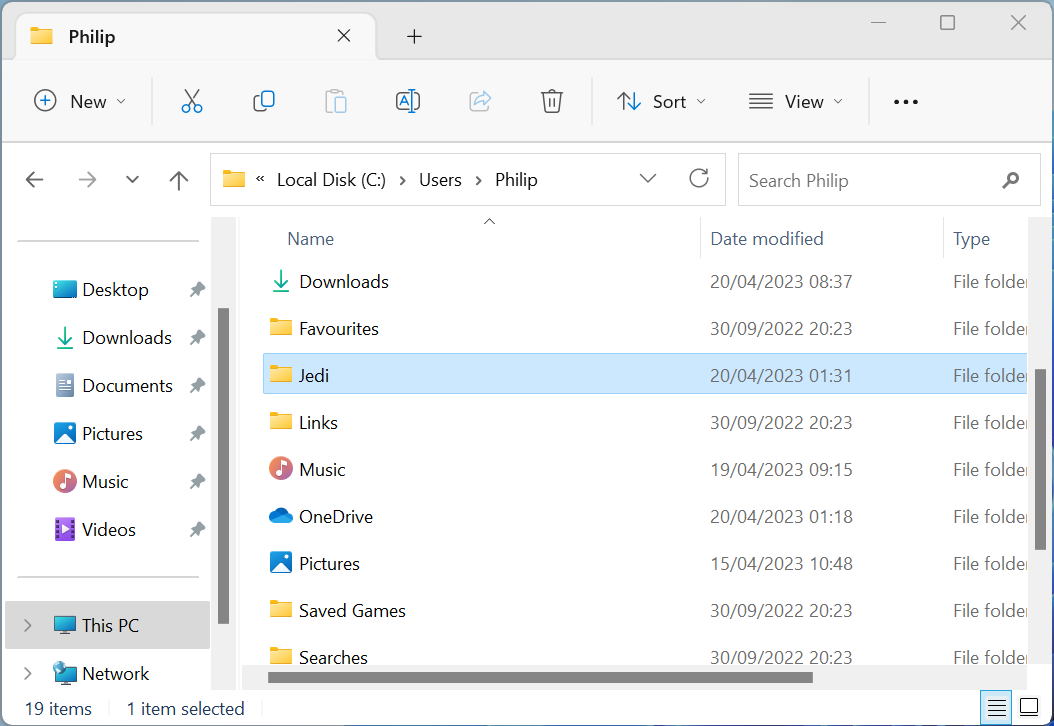 Philip
New
Sort
View
« Local Disk (C:) > Users > Philip
Search Philip
Name Date modified Type
Desktop
Downloads
Documents
Pictures
Music
Videos
This PC
Network
Downloads 20/04/2023 08:37 File folder
Favourites 30/09/2022 20:23 File folder
Jedi 20/04/2023 01:31 File folder
Links 30/09/2022 20:23 File folder
Music 19/04/2023 09:15 File folder
OneDrive 20/04/2023 01:18 File folder
Pictures 15/04/2023 10:48 File folder
Saved Games 30/09/2022 20:23 File folder
Searches 30/09/2022 20:23 File folder
19 items 1 item selected